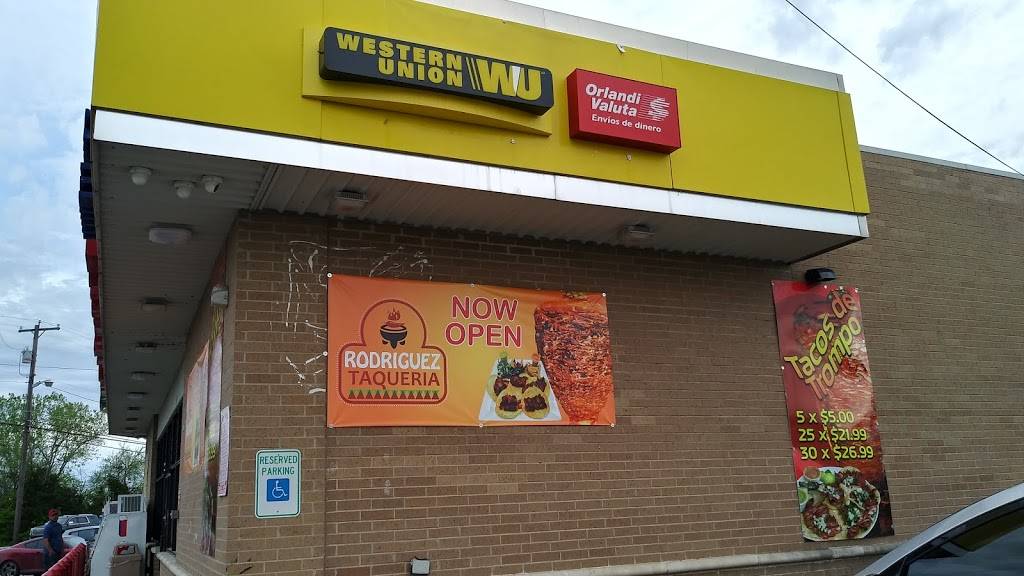 WESTERN
UNION WU
Orlandi
Valuta
Envíos de dinero
NOW
OPEN
RODRIGUEZ
TAQUERIA
Tacos de
Trompo
5 x $5.00
25 x $21.99
30 x $26.99
RESERVED
PARKING